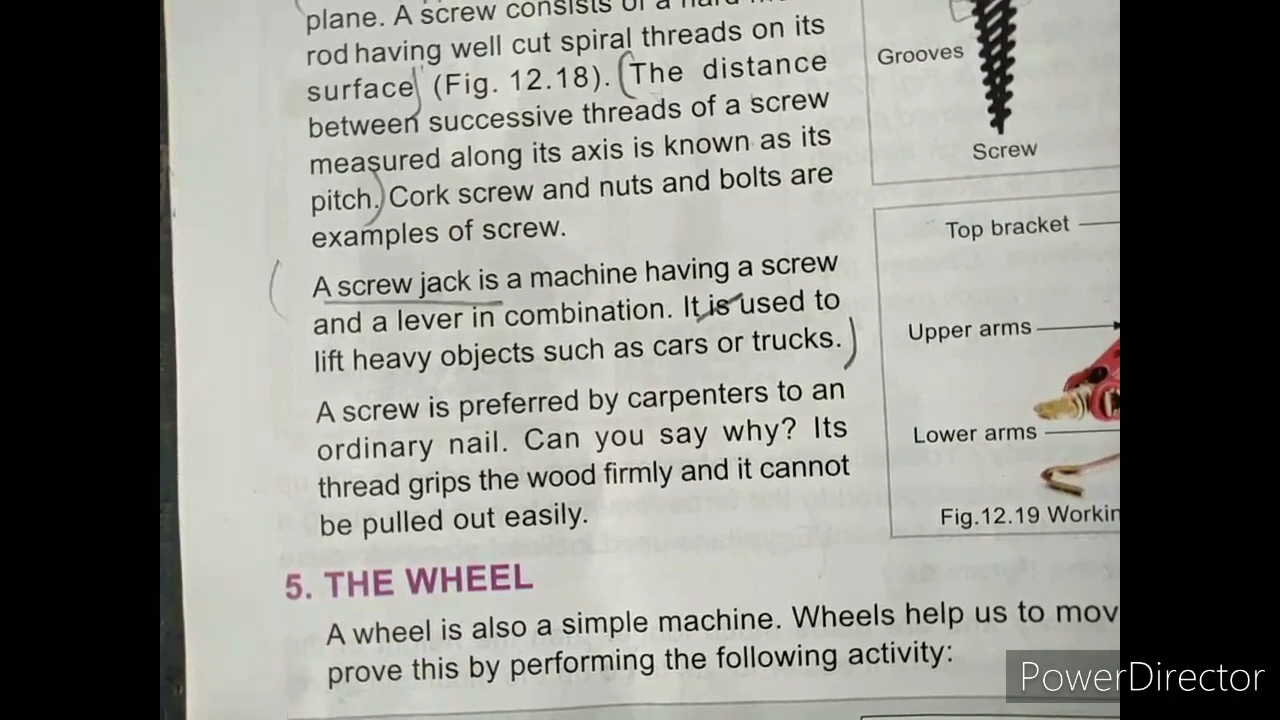 plane. A screw consists of a
rod having well cut spiral threads on its
surface (Fig. 12.18). (The distance
between successive threads of a screw
measured along its axis is known as its
pitch.) Cork screw and nuts and bolts are
examples of screw.
A screw jack is a machine having a screw
and a lever in combination. It is used to
lift heavy objects such as cars or trucks.
A screw is preferred by carpenters to an
ordinary nail. Can you say why? Its
thread grips the wood firmly and it cannot
be pulled out easily.
5. THE WHEEL
A wheel is also a simple machine. Wheels help us to mov
prove this by performing the following activity:
Grooves
Screw
Top bracket
Upper arms
Lower arms
Fig.12.19 Workin
PowerDirector